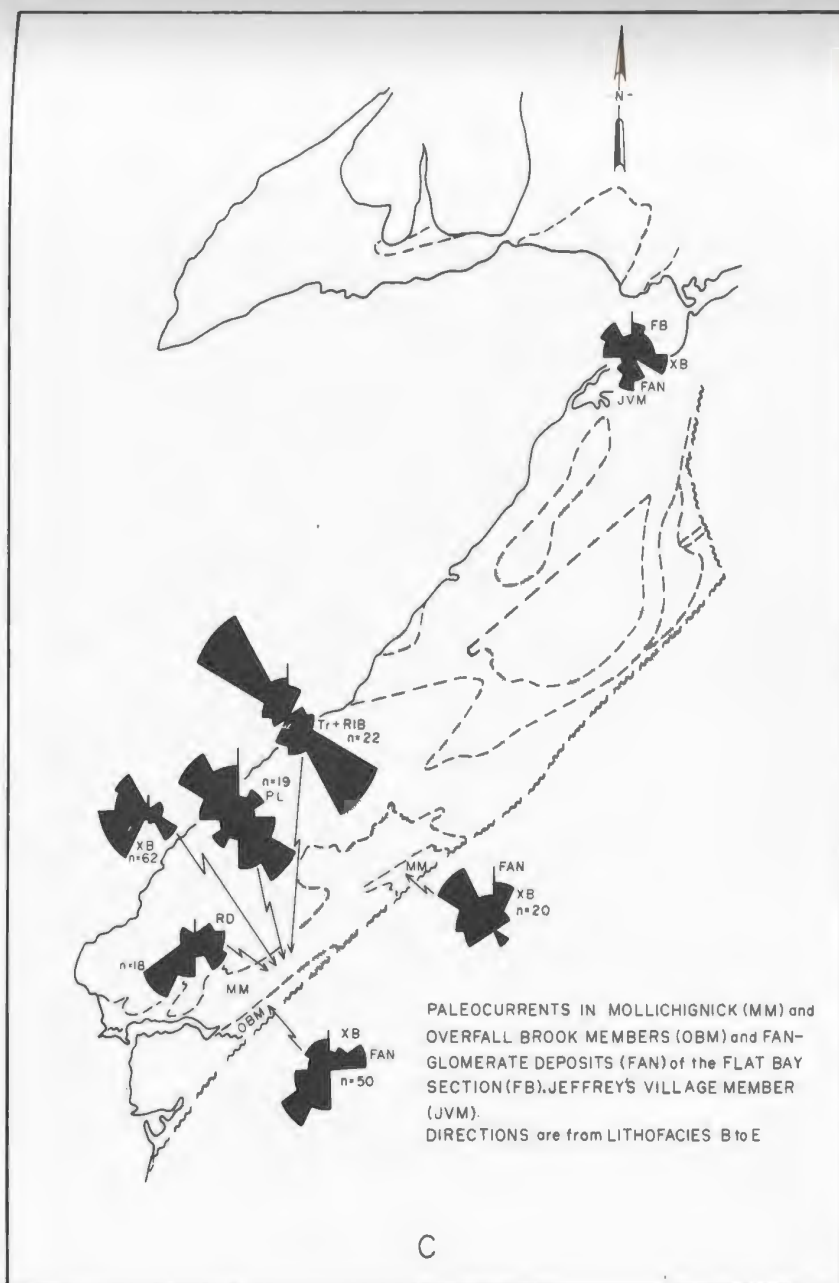 -N-
FB
XB
FAN
JVM
Tr+RIB
n=22
n=19
PL
XB
n=62
MM
FAN
XB
n=20
RD
n=18
MM
OBM
XB
FAN
n=50
PALEOCURRENTS IN MOLLICHIGNICK (MM) and
OVERFALL BROOK MEMBERS (OBM) and FAN-
GLOMERATE DEPOSITS (FAN) of the FLAT BAY
SECTION (FB), JEFFREY'S VILLAGE MEMBER
(JVM).
DIRECTIONS are from LITHOFACIES B to E
C